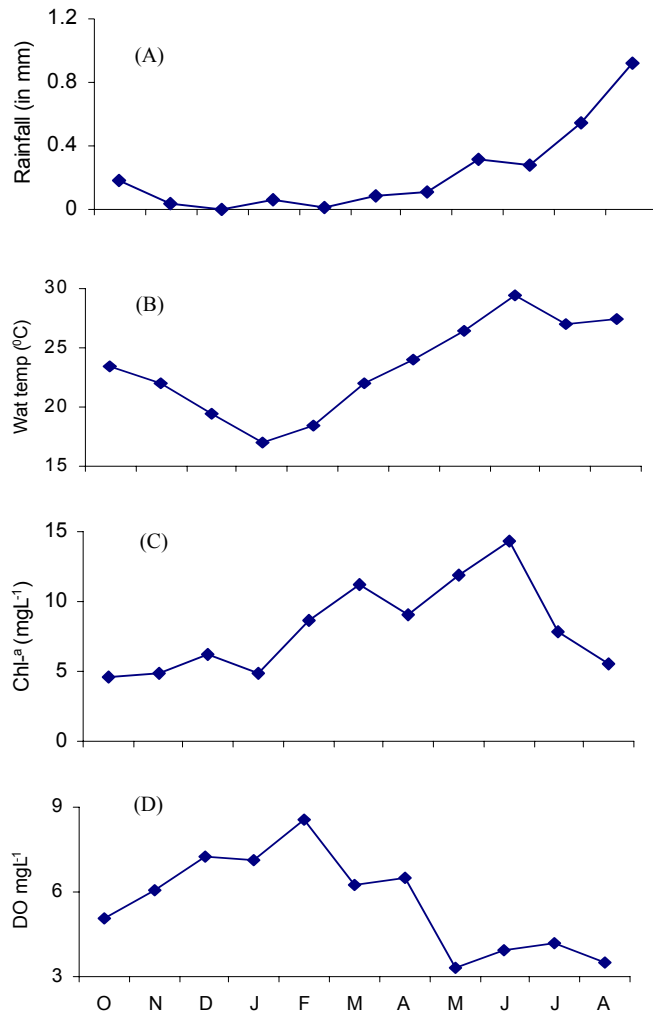 1.2
(A)
0.8
0.4
0
Rainfall (in mm)
30
(B)
25
20
15
Wat temp (⁰C)
15
(C)
10
5
0
Chl-ᵃ (mgL⁻¹)
9
(D)
6
3
DO mgL⁻¹
O N D J F M A M J J A